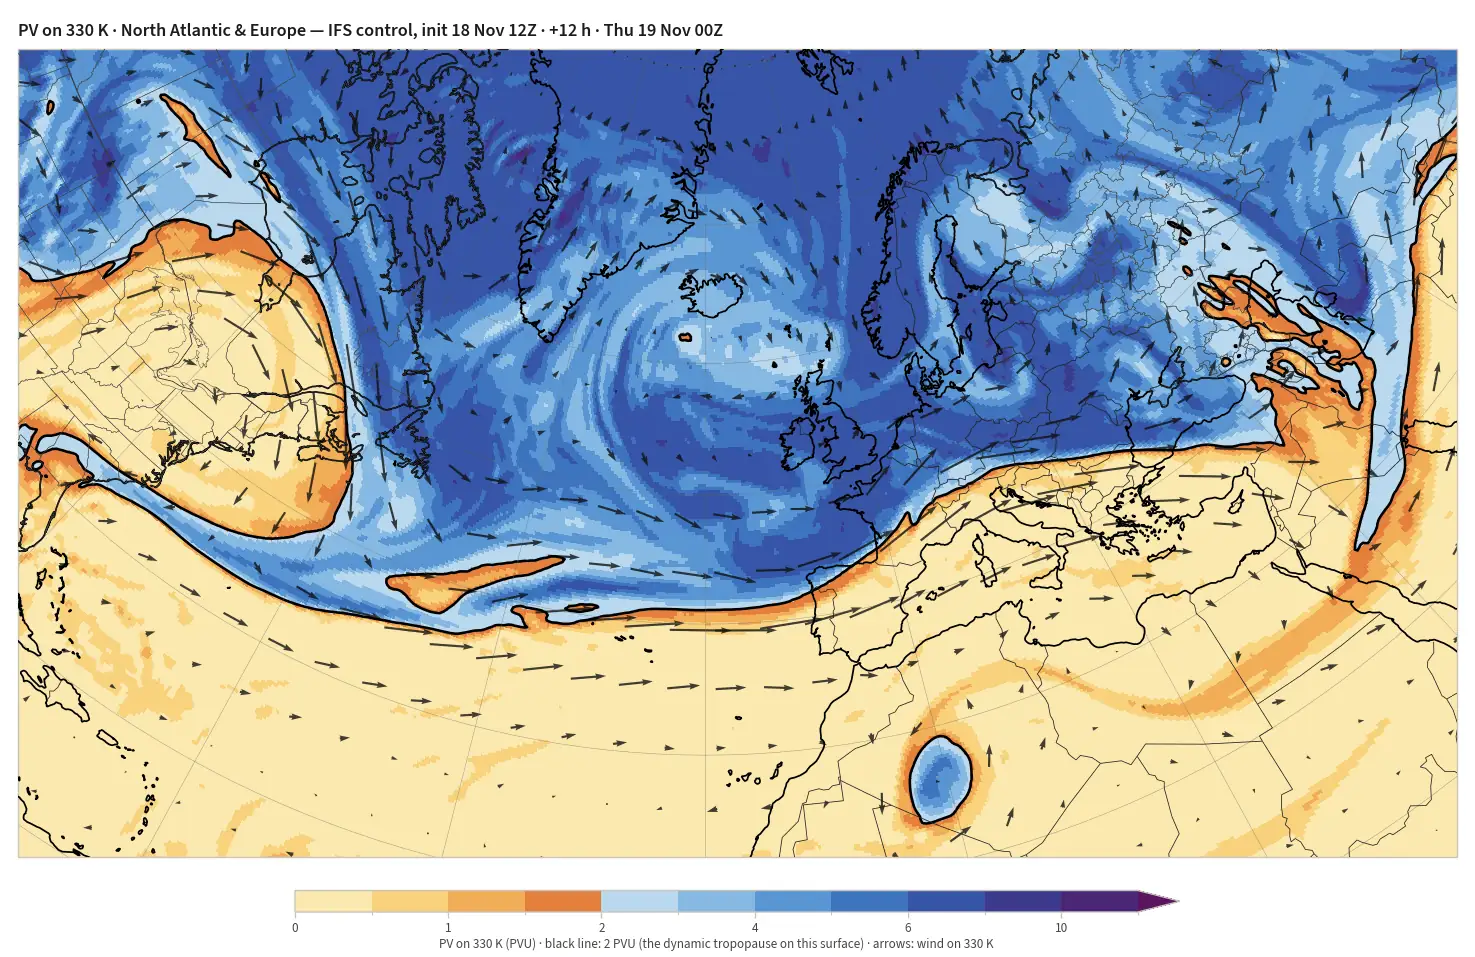 PV on 330 K · North Atlantic & Europe — IFS control, init 18 Nov 12Z · +12 h · Thu 19 Nov 00Z
0 1 2 4 6 10
PV on 330 K (PVU) · black line: 2 PVU (the dynamic tropopause on this surface) · arrows: wind on 330 K